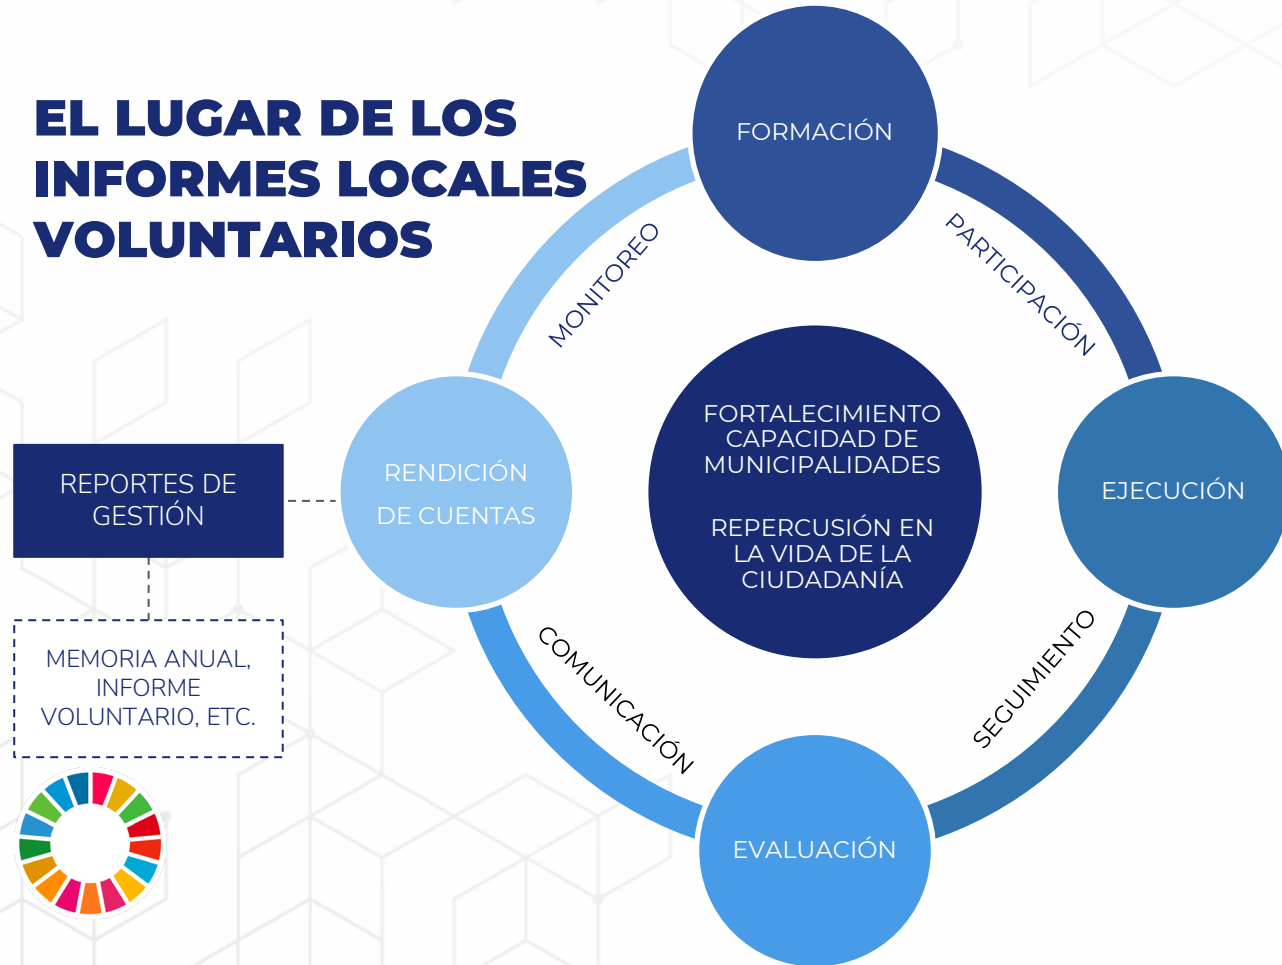 EL LUGAR DE LOS
INFORMES LOCALES
VOLUNTARIOS
FORMACIÓN
MONITOREO
PARTICIPACIÓN
FORTALECIMIENTO
CAPACIDAD DE
MUNICIPALIDADES
REPERCUSIÓN EN
LA VIDA DE LA
CIUDADANÍA
RENDICIÓN
DE CUENTAS
EJECUCIÓN
REPORTES DE
GESTIÓN
MEMORIA ANUAL,
INFORME
VOLUNTARIO, ETC.
COMUNICACIÓN
SEGUIMIENTO
EVALUACIÓN